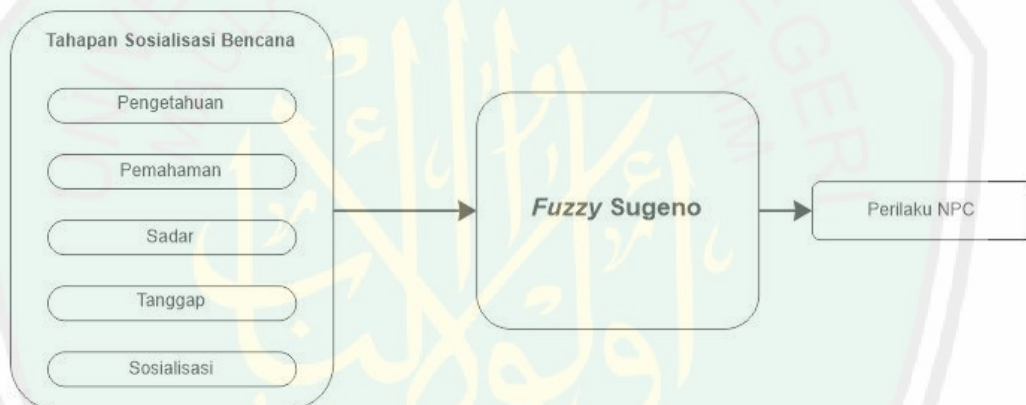 Tahapan Sosialisasi Bencana
Pengetahuan
Pemahaman
Sadar
Tanggap
Sosialisasi
Fuzzy Sugeno
Perilaku NPC